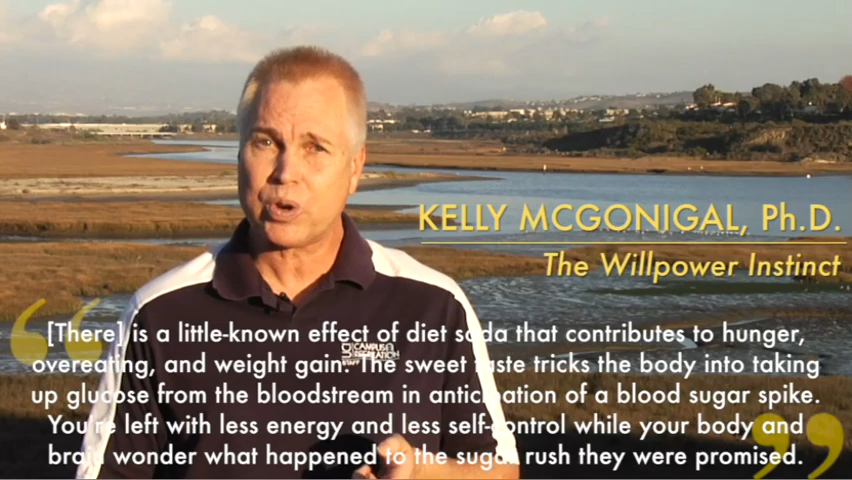 KELLY MCGONIGAL, Ph.D.
The Willpower Instinct
[There] is a little-known effect of diet soda that contributes to hunger,
overeating, and weight gain. The sweet taste tricks the body into taking
up glucose from the bloodstream in anticipation of a blood sugar spike.
You're left with less energy and less self-control while your body and
brain wonder what happened to the sugar rush they were promised.
CAMPUS
RECREATION
STAFF